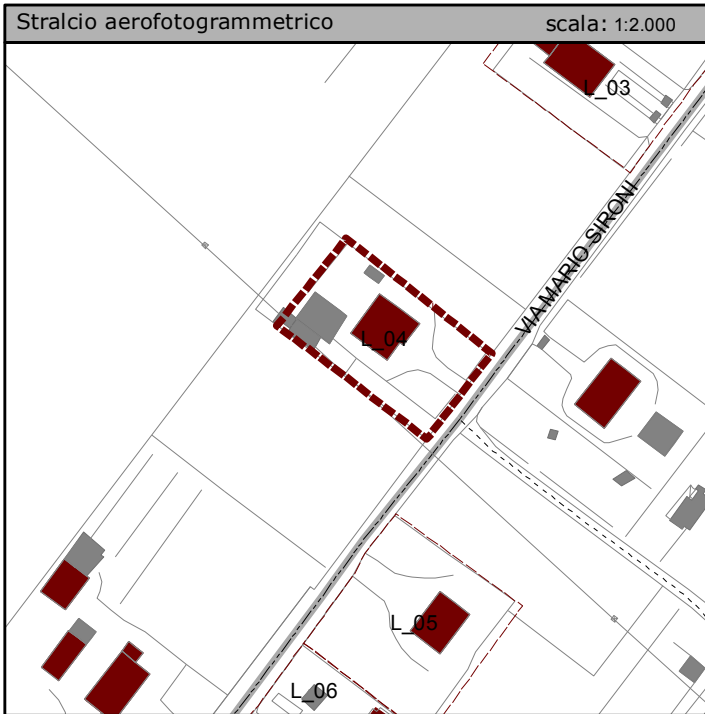 Stralcio aerofotogrammetrico scala: 1:2.000
L_03
VIA MARIO SIRONI
L_04
L_05
L_06